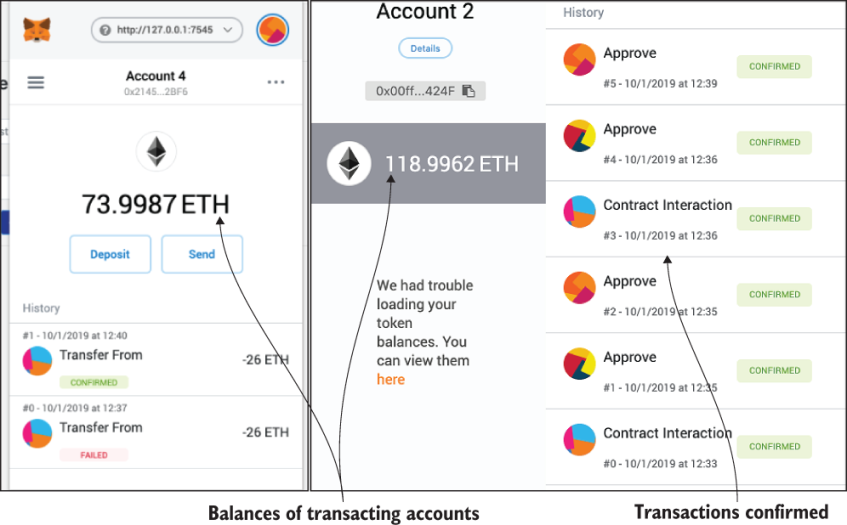 http://127.0.0.1:7545
Account 4
0x2145...2BF6
73.9987 ETH
Deposit
Send
History
#1 - 10/1/2019 at 12:40
Transfer From
-26 ETH
CONFIRMED
#0 - 10/1/2019 at 12:37
Transfer From
-26 ETH
FAILED
Account 2
Details
0x00ff...424F
118.9962 ETH
We had trouble
loading your
token
balances. You
can view them
here
History
Approve
#5 - 10/1/2019 at 12:39
CONFIRMED
Approve
#4 - 10/1/2019 at 12:36
CONFIRMED
Contract Interaction
#3 - 10/1/2019 at 12:36
CONFIRMED
Approve
#2 - 10/1/2019 at 12:35
CONFIRMED
Approve
#1 - 10/1/2019 at 12:35
CONFIRMED
Contract Interaction
#0 - 10/1/2019 at 12:33
CONFIRMED
Balances of transacting accounts
Transactions confirmed